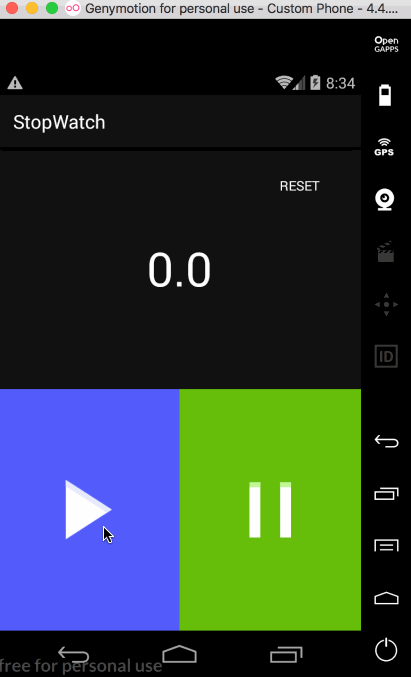 Genymotion for personal use - Custom Phone - 4.4....
Open
GAPPS
8:34
GPS
StopWatch
RESET
0.0
ID
free for personal use